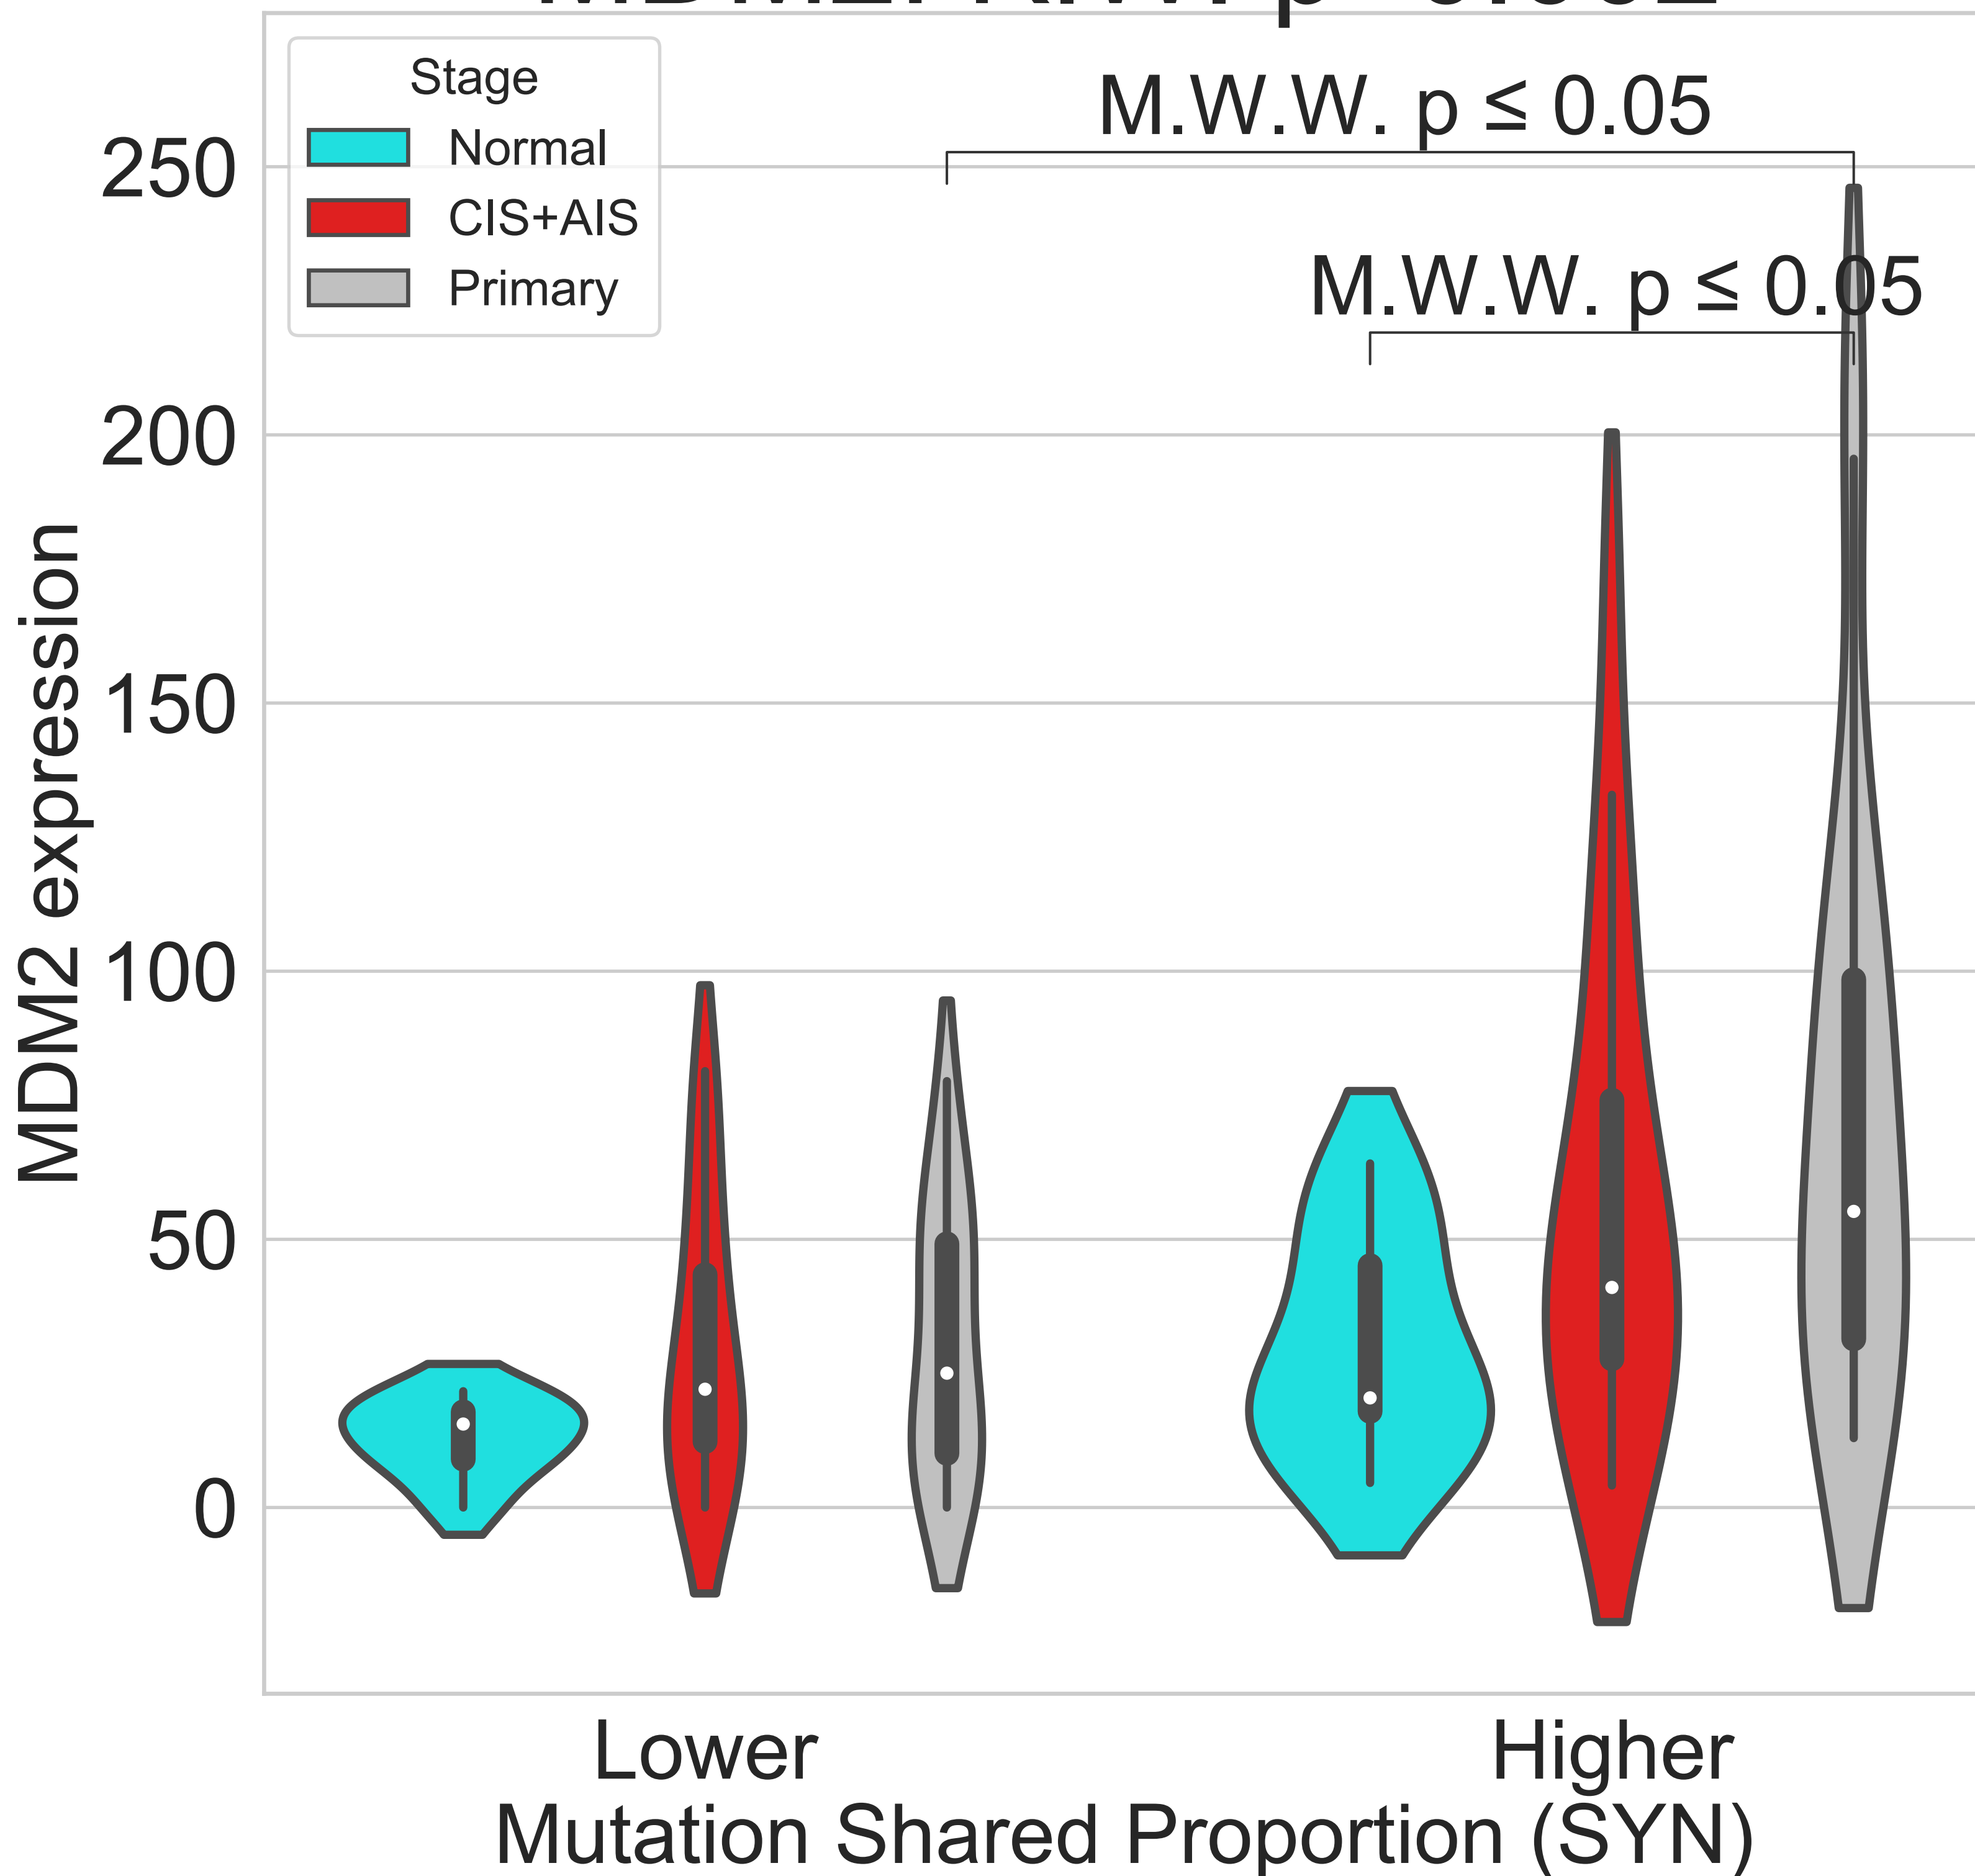 M.W.W. p ≤ 0.05
M.W.W. p ≤ 0.05
Stage
Normal
CIS+AIS
Primary
250
200
150
100
50
0
MDM2 expression
Lower
Higher
Mutation Shared Proportion (SYN)